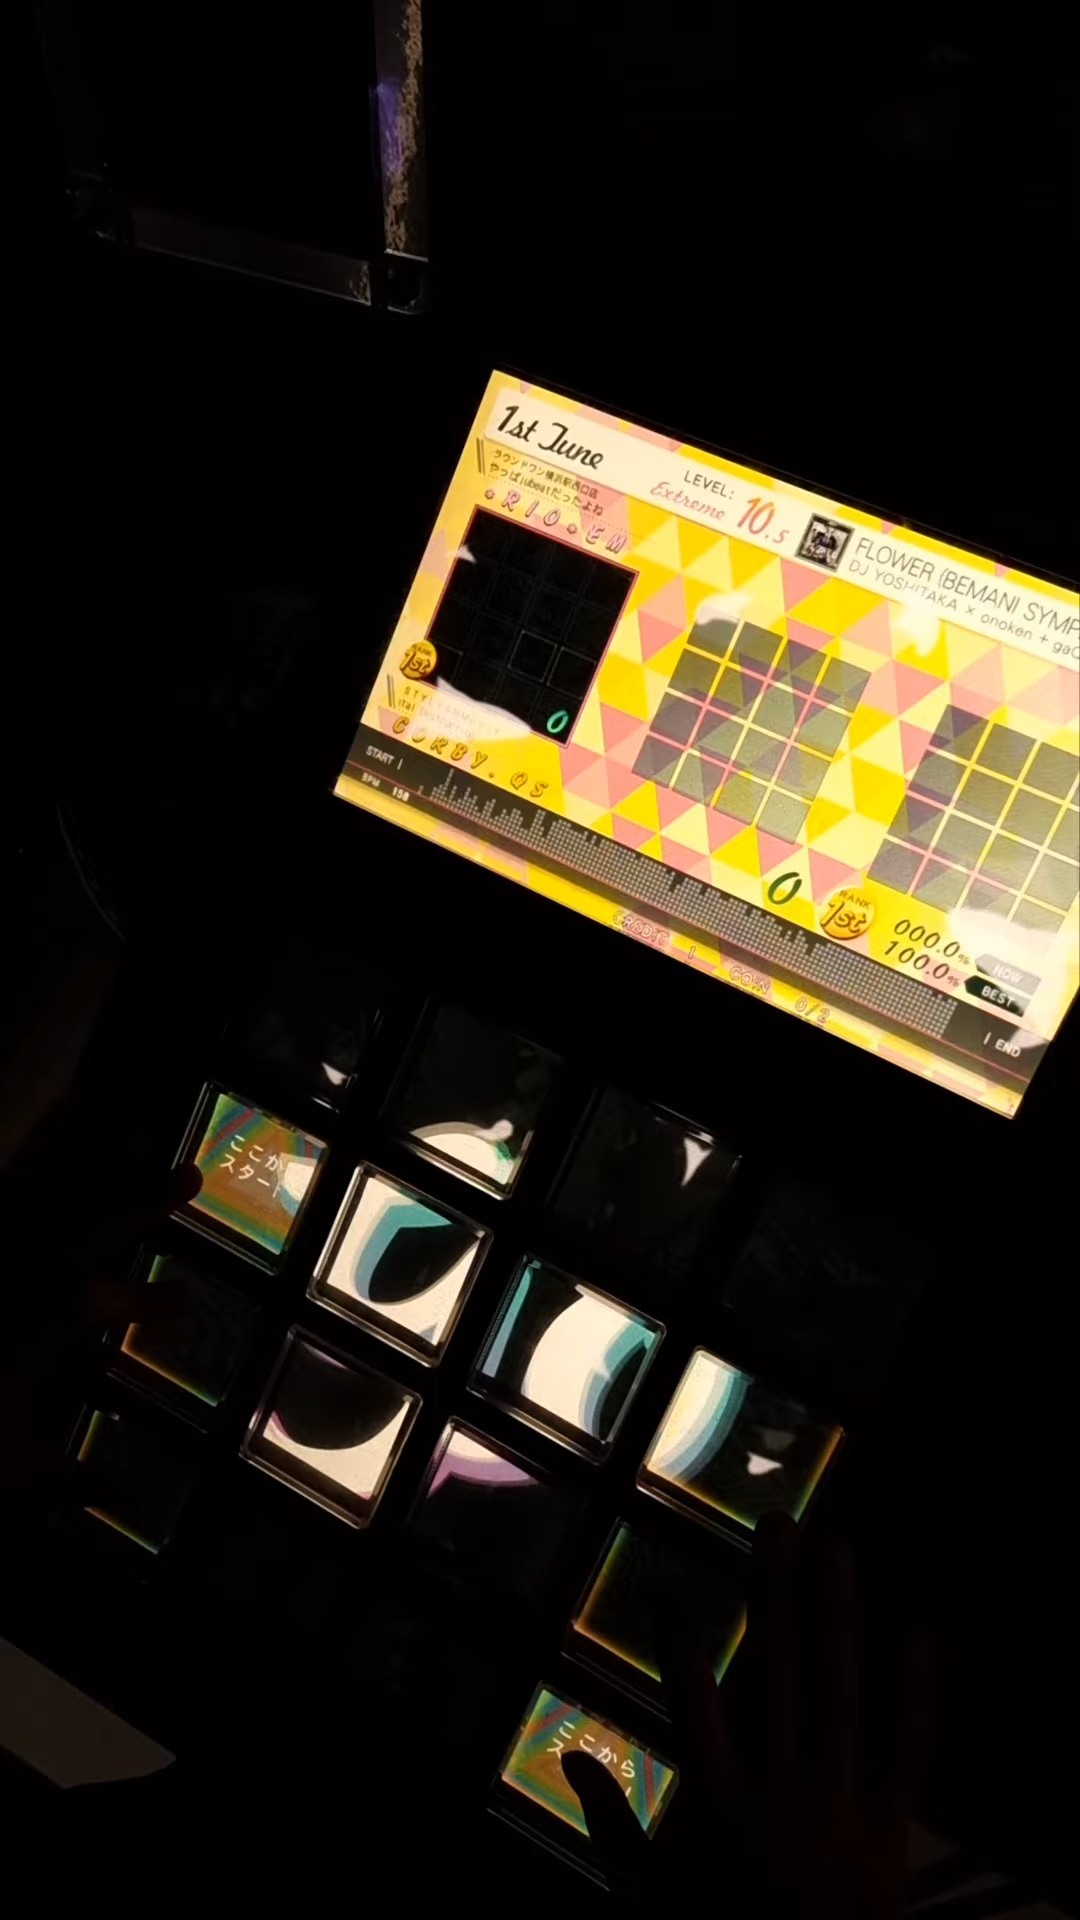 1st Tune
LEVEL:
Extreme 10.5
FLOWER (BEMANI SYMP
DJ YOSHITAKA × onoken + gaO
ラウンドワン横浜駅西口店
やっぱjubeatだったよね
RIO EM
RANK
1st
0
CORBY.QS
START
BPM 158
0
RANK
1st
000.0% NOW
100.0% BEST
END
CREDIT 1 COIN 0/2
ここか
スター
ここから
ス